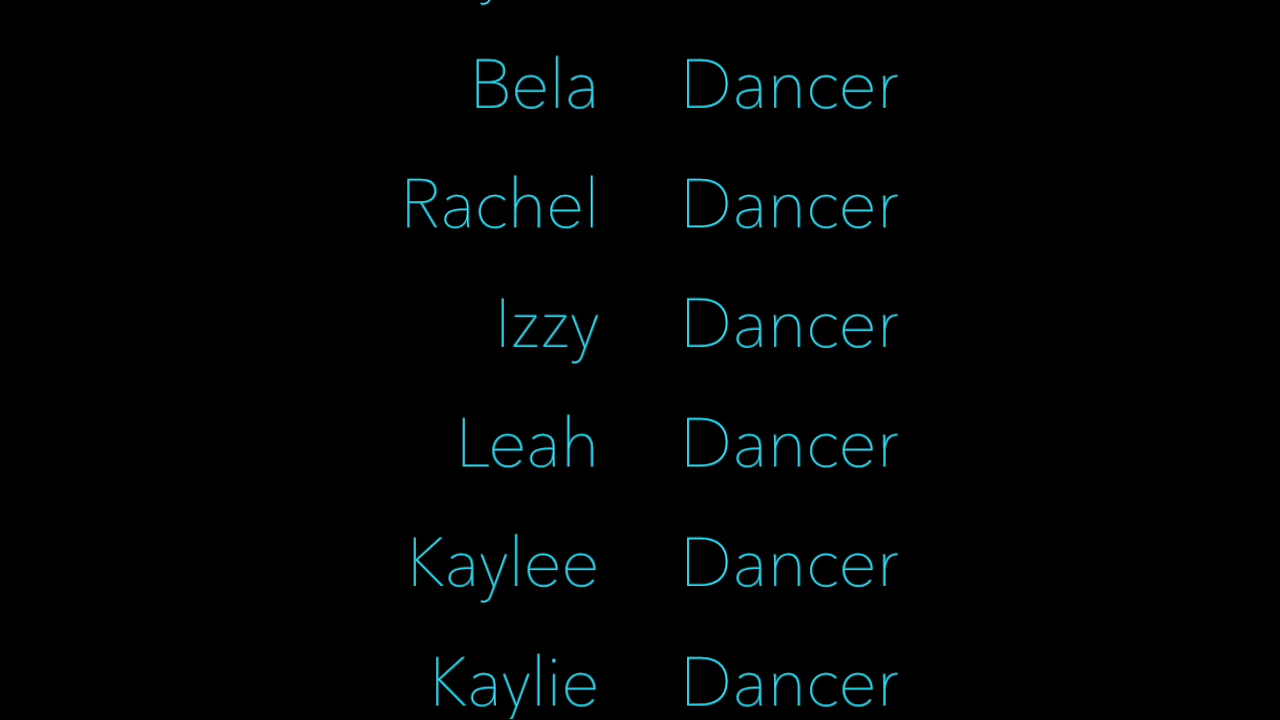 Bela Dancer
Rachel Dancer
Izzy Dancer
Leah Dancer
Kaylee Dancer
Kaylie Dancer